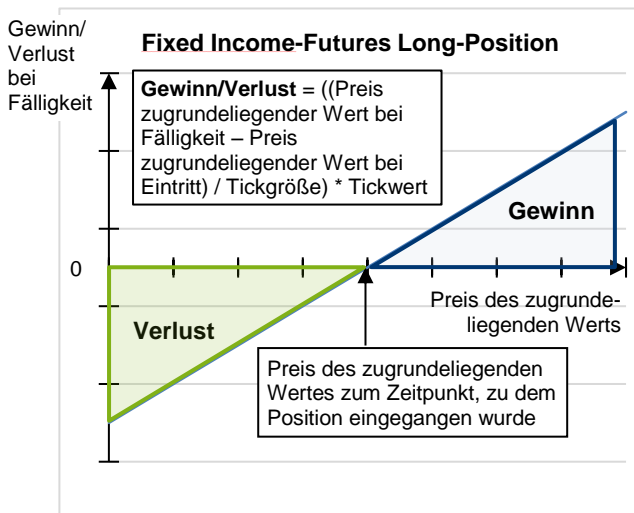 Gewinn/
Verlust
bei
Fälligkeit
Fixed Income-Futures Long-Position
Gewinn/Verlust = ((Preis
zugrundeliegender Wert bei
Fälligkeit – Preis
zugrundeliegender Wert bei
Eintritt) / Tickgröße) * Tickwert
Gewinn
0
Preis des zugrunde-
liegenden Werts
Verlust
Preis des zugrundeliegenden
Wertes zum Zeitpunkt, zu dem
Position eingegangen wurde